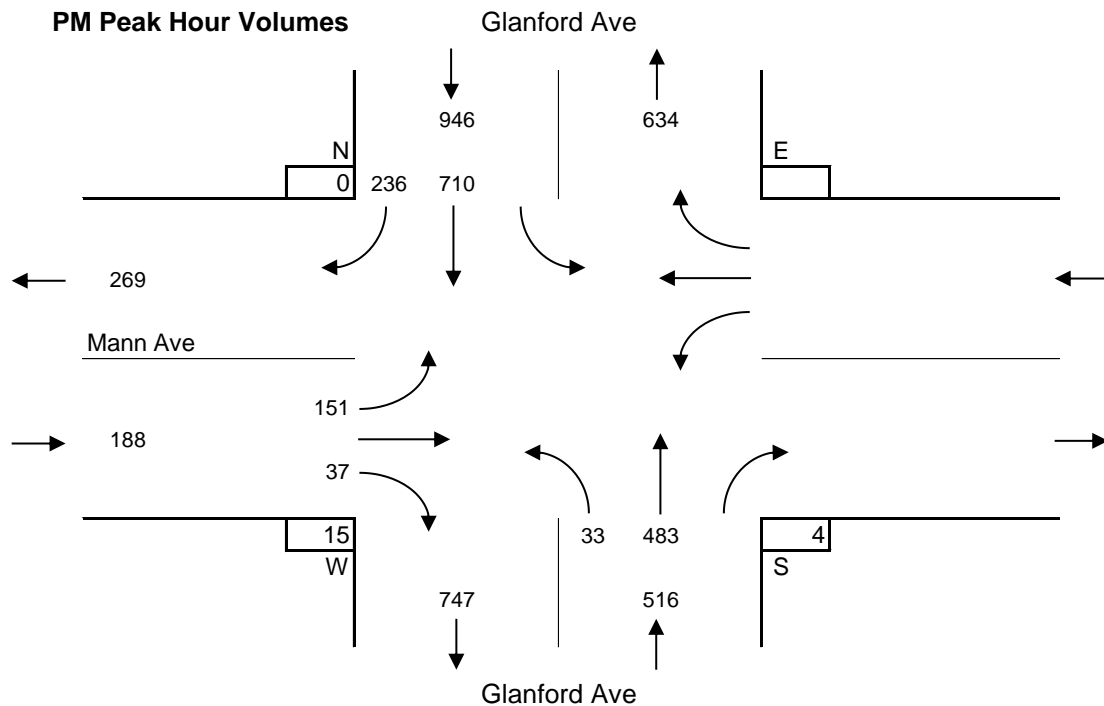 PM Peak Hour Volumes Glanford Ave
946 634
N E
0 236 710
269
Mann Ave
151
188
37
15 33 483 4
W S
747 516
Glanford Ave